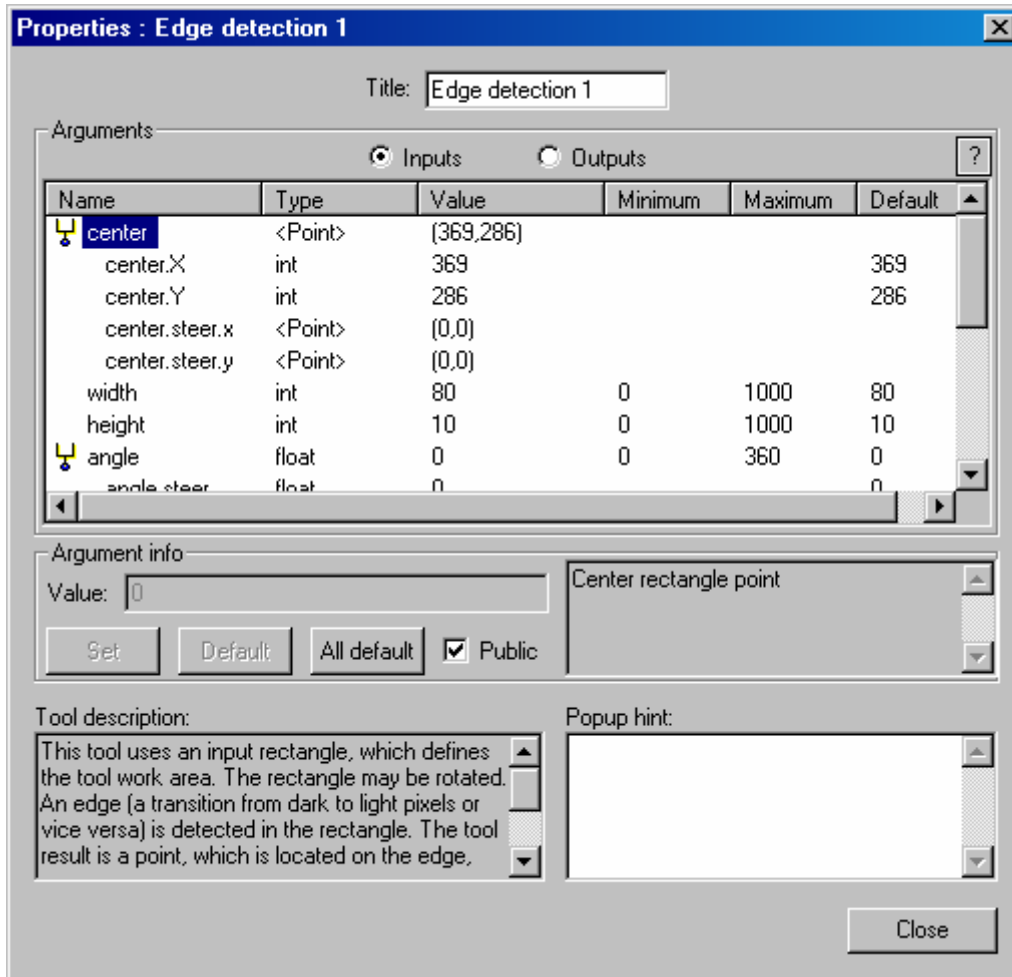 Properties : Edge detection 1
Title: Edge detection 1
Arguments
Inputs Outputs ?
Name Type Value Minimum Maximum Default
center <Point> (369,286)
center.X int 369 369
center.Y int 286 286
center.steer.x <Point> (0,0)
center.steer.y <Point> (0,0)
width int 80 0 1000 80
height int 10 0 1000 10
angle float 0 0 360 0
angle.steer float 0 0
Argument info
Value: 0
Center rectangle point
Set Default All default Public
Tool description:
This tool uses an input rectangle, which defines
the tool work area. The rectangle may be rotated.
An edge (a transition from dark to light pixels or
vice versa) is detected in the rectangle. The tool
result is a point, which is located on the edge,
Popup hint:
Close